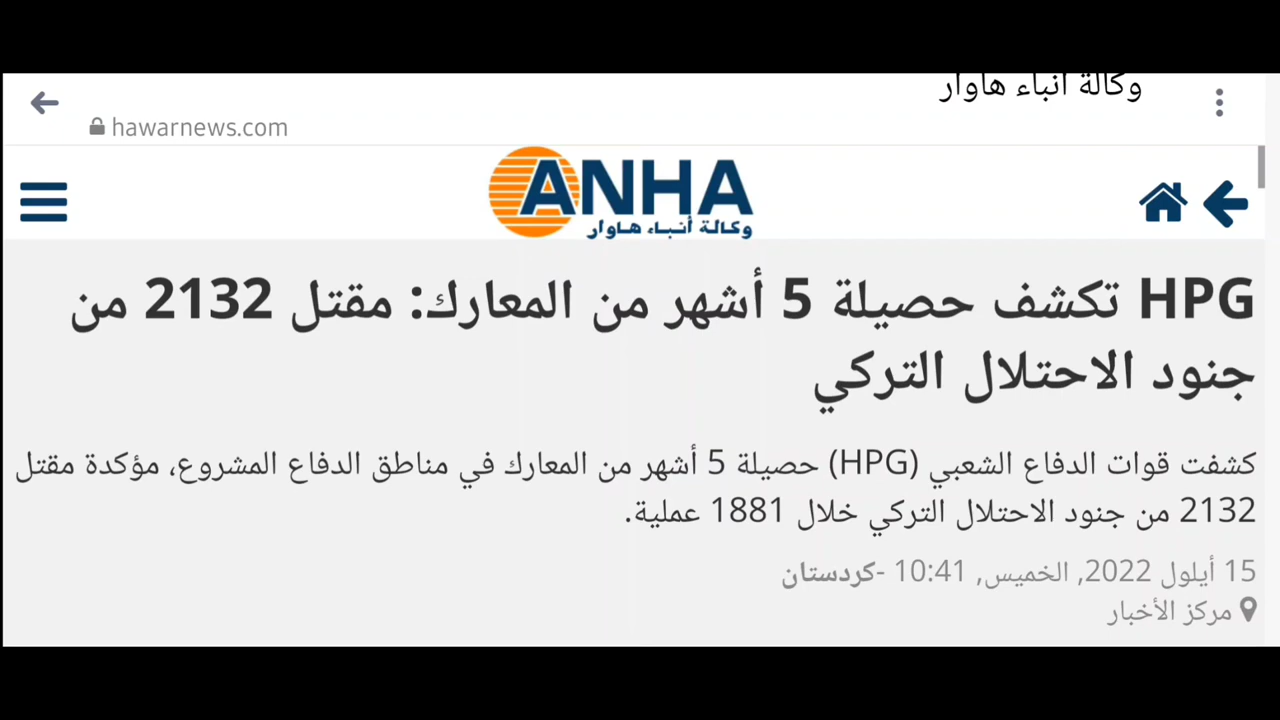 وكالة أنباء هاوار
hawarnews.com
ANHA
وكالة أنباء هاوار
HPG تكشف حصيلة 5 أشهر من المعارك: مقتل 2132 من
جنود الاحتلال التركي
كشفت قوات الدفاع الشعبي (HPG) حصيلة 5 أشهر من المعارك في مناطق الدفاع المشروع، مؤكدة مقتل
2132 من جنود الاحتلال التركي خلال 1881 عملية.
15 أيلول 2022, الخميس, 10:41 -كردستان
مركز الأخبار